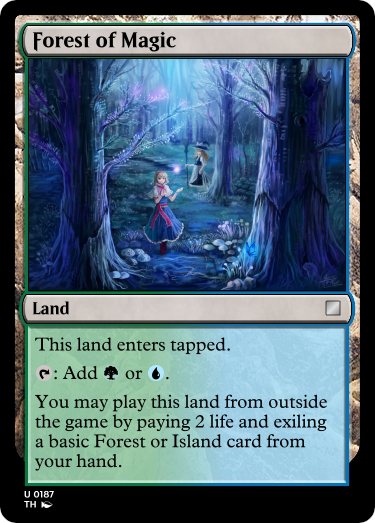 Forest of Magic
Land
This land enters tapped.
: Add or .
You may play this land from outside
the game by paying 2 life and exiling
a basic Forest or Island card from
your hand.
U 0187
TH